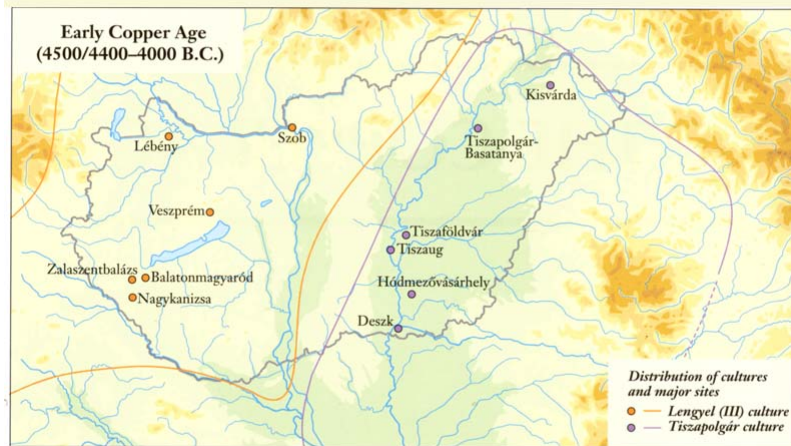 Early Copper Age
(4500/4400–4000 B.C.)
Kisvárda
Lébény
Szob
Tiszapolgár-
Basatánya
Veszprém
Tiszaföldvár
Tiszaug
Zalaszentbalázs
Balatonmagyaród
Nagykanizsa
Hódmezővásárhely
Deszk
Distribution of cultures
and major sites
Lengyel (III) culture
Tiszapolgár culture